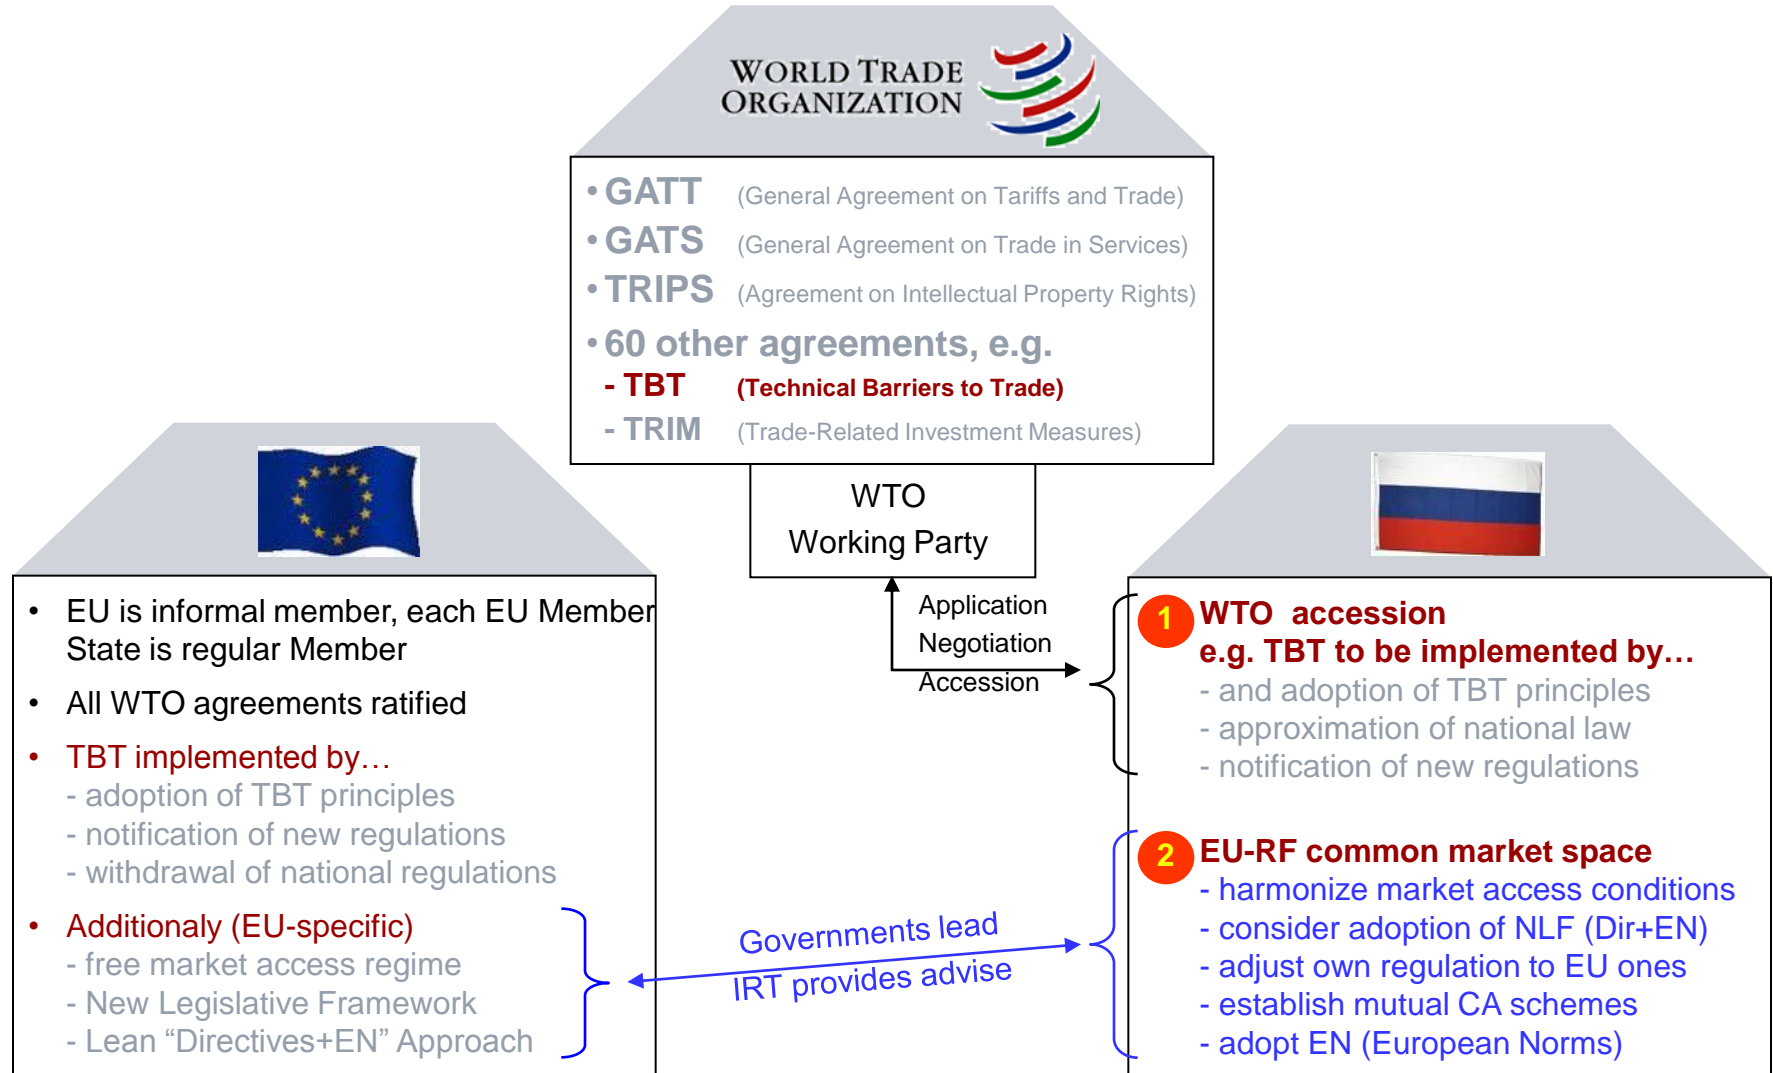 WORLD TRADE
ORGANIZATION
• GATT (General Agreement on Tariffs and Trade)
• GATS (General Agreement on Trade in Services)
• TRIPS (Agreement on Intellectual Property Rights)
• 60 other agreements, e.g.
- TBT (Technical Barriers to Trade)
- TRIM (Trade-Related Investment Measures)
WTO
Working Party
Application
Negotiation
Accession
• EU is informal member, each EU Member
State is regular Member
• All WTO agreements ratified
• TBT implemented by…
- adoption of TBT principles
- notification of new regulations
- withdrawal of national regulations
• Additionaly (EU-specific)
- free market access regime
- New Legislative Framework
- Lean “Directives+EN” Approach
Governments lead
IRT provides advise
1 WTO accession
e.g. TBT to be implemented by…
- and adoption of TBT principles
- approximation of national law
- notification of new regulations
2 EU-RF common market space
- harmonize market access conditions
- consider adoption of NLF (Dir+EN)
- adjust own regulation to EU ones
- establish mutual CA schemes
- adopt EN (European Norms)